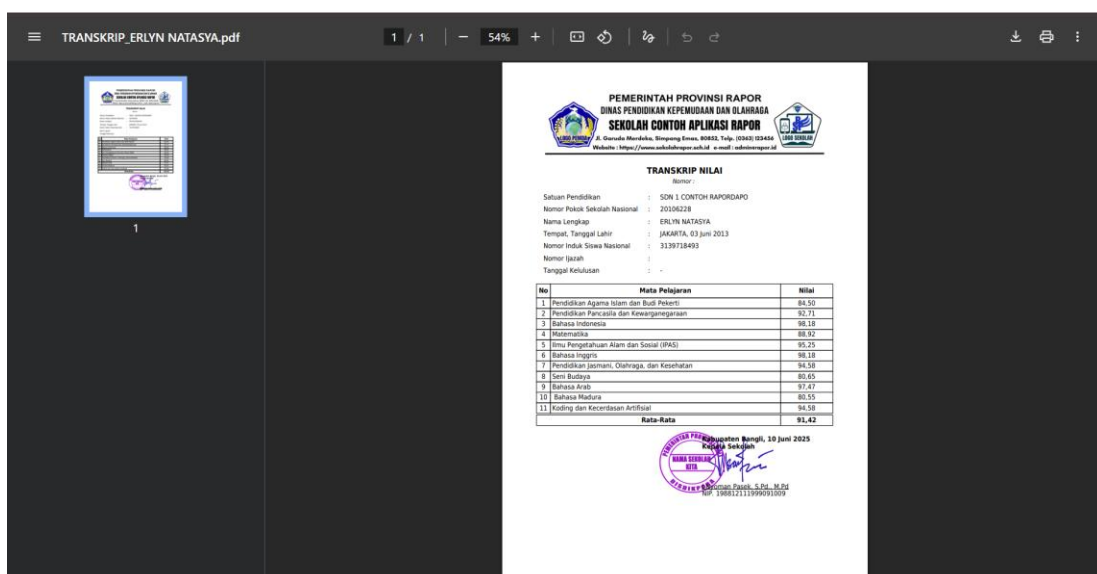 TRANSKRIP_ERLYN NATASYA.pdf
1 / 1
54%
1
PEMERINTAH PROVINSI RAPOR
DINAS PENDIDIKAN KEPEMUDAAN DAN OLAHRAGA
SEKOLAH CONTOH APLIKASI RAPOR
Jl. Garuda Merdeka, Simpang Emas, 80852, Telp. (0363) 123456
Website : https://www.sekolahrapor.sch.id e-mail : adminerapor.id
LOGO PEMDA
LOGO SEKOLAH
TRANSKRIP NILAI
Nomor :
Satuan Pendidikan : SDN 1 CONTOH RAPORDAPO
Nomor Pokok Sekolah Nasional : 20106228
Nama Lengkap : ERLYN NATASYA
Tempat, Tanggal Lahir : JAKARTA, 03 Juni 2013
Nomor Induk Siswa Nasional : 3139718493
Nomor Ijazah :
Tanggal Kelulusan : -
No Mata Pelajaran Nilai
1 Pendidikan Agama Islam dan Budi Pekerti 84,50
2 Pendidikan Pancasila dan Kewarganegaraan 92,71
3 Bahasa Indonesia 98,18
4 Matematika 88,92
5 Ilmu Pengetahuan Alam dan Sosial (IPAS) 95,25
6 Bahasa Inggris 98,18
7 Pendidikan Jasmani, Olahraga, dan Kesehatan 94,58
8 Seni Budaya 80,65
9 Bahasa Arab 97,47
10 Bahasa Madura 80,55
11 Koding dan Kecerdasan Artifisial 94,58
Rata-Rata 91,42
Kabupaten Bangli, 10 Juni 2025
Kepala Sekolah
NAMA SEKOLAH
KITA
Pasek, S.Pd., M.Pd
NIP. 198812111999091009